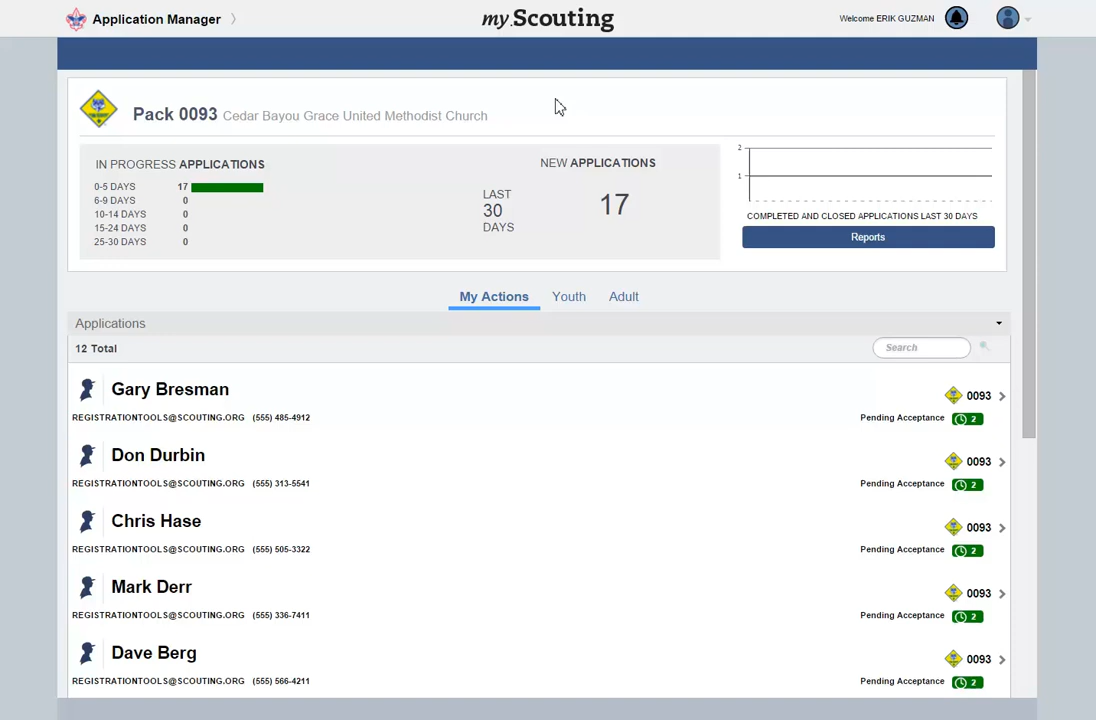 Application Manager
my.Scouting
Welcome ERIK GUZMAN
Pack 0093 Cedar Bayou Grace United Methodist Church
IN PROGRESS APPLICATIONS
0-5 DAYS 17
6-9 DAYS 0
10-14 DAYS 0
15-24 DAYS 0
25-30 DAYS 0
NEW APPLICATIONS
LAST
30
DAYS
17
2
1
COMPLETED AND CLOSED APPLICATIONS LAST 30 DAYS
Reports
My Actions Youth Adult
Applications
12 Total
Search
Gary Bresman
0093
REGISTRATIONTOOLS@SCOUTING.ORG (555) 485-4912
Pending Acceptance 2
Don Durbin
0093
REGISTRATIONTOOLS@SCOUTING.ORG (555) 313-5541
Pending Acceptance 2
Chris Hase
0093
REGISTRATIONTOOLS@SCOUTING.ORG (555) 505-3322
Pending Acceptance 2
Mark Derr
0093
REGISTRATIONTOOLS@SCOUTING.ORG (555) 336-7411
Pending Acceptance 2
Dave Berg
0093
REGISTRATIONTOOLS@SCOUTING.ORG (555) 566-4211
Pending Acceptance 2